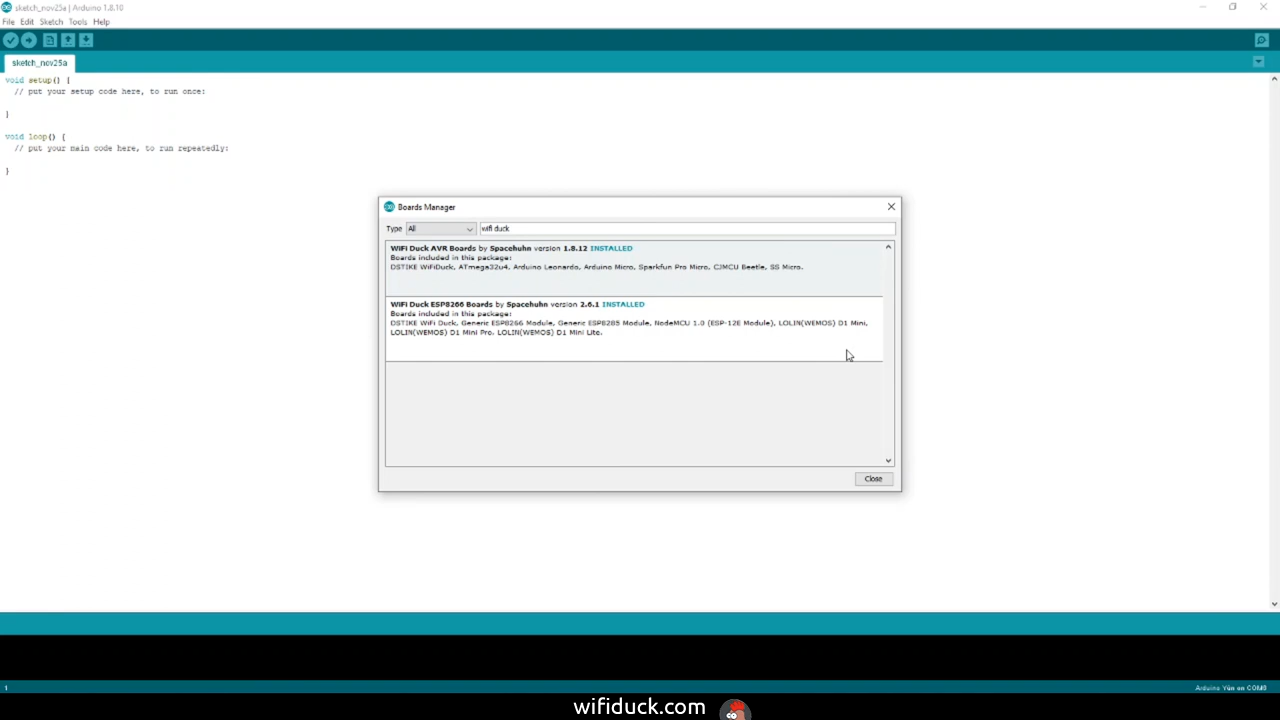 sketch_nov25a | Arduino 1.8.10
File Edit Sketch Tools Help
sketch_nov25a
void setup() {
// put your setup code here, to run once:
}
void loop() {
// put your main code here, to run repeatedly:
}
Boards Manager
Type All wifi duck
WiFi Duck AVR Boards by Spacehuhn version 1.8.12 INSTALLED
Boards included in this package:
DSTIKE WiFiDuck, ATmega32u4, Arduino Leonardo, Arduino Micro, Sparkfun Pro Micro, CJMCU Beetle, SS Micro.
WiFi Duck ESP8266 Boards by Spacehuhn version 2.6.1 INSTALLED
Boards included in this package:
DSTIKE WiFi Duck, Generic ESP8266 Module, Generic ESP8285 Module, NodeMCU 1.0 (ESP-12E Module), LOLIN(WEMOS) D1 Mini,
LOLIN(WEMOS) D1 Mini Pro, LOLIN(WEMOS) D1 Mini Lite.
Close
1
Arduino Yún on COM8
wifiduck.com